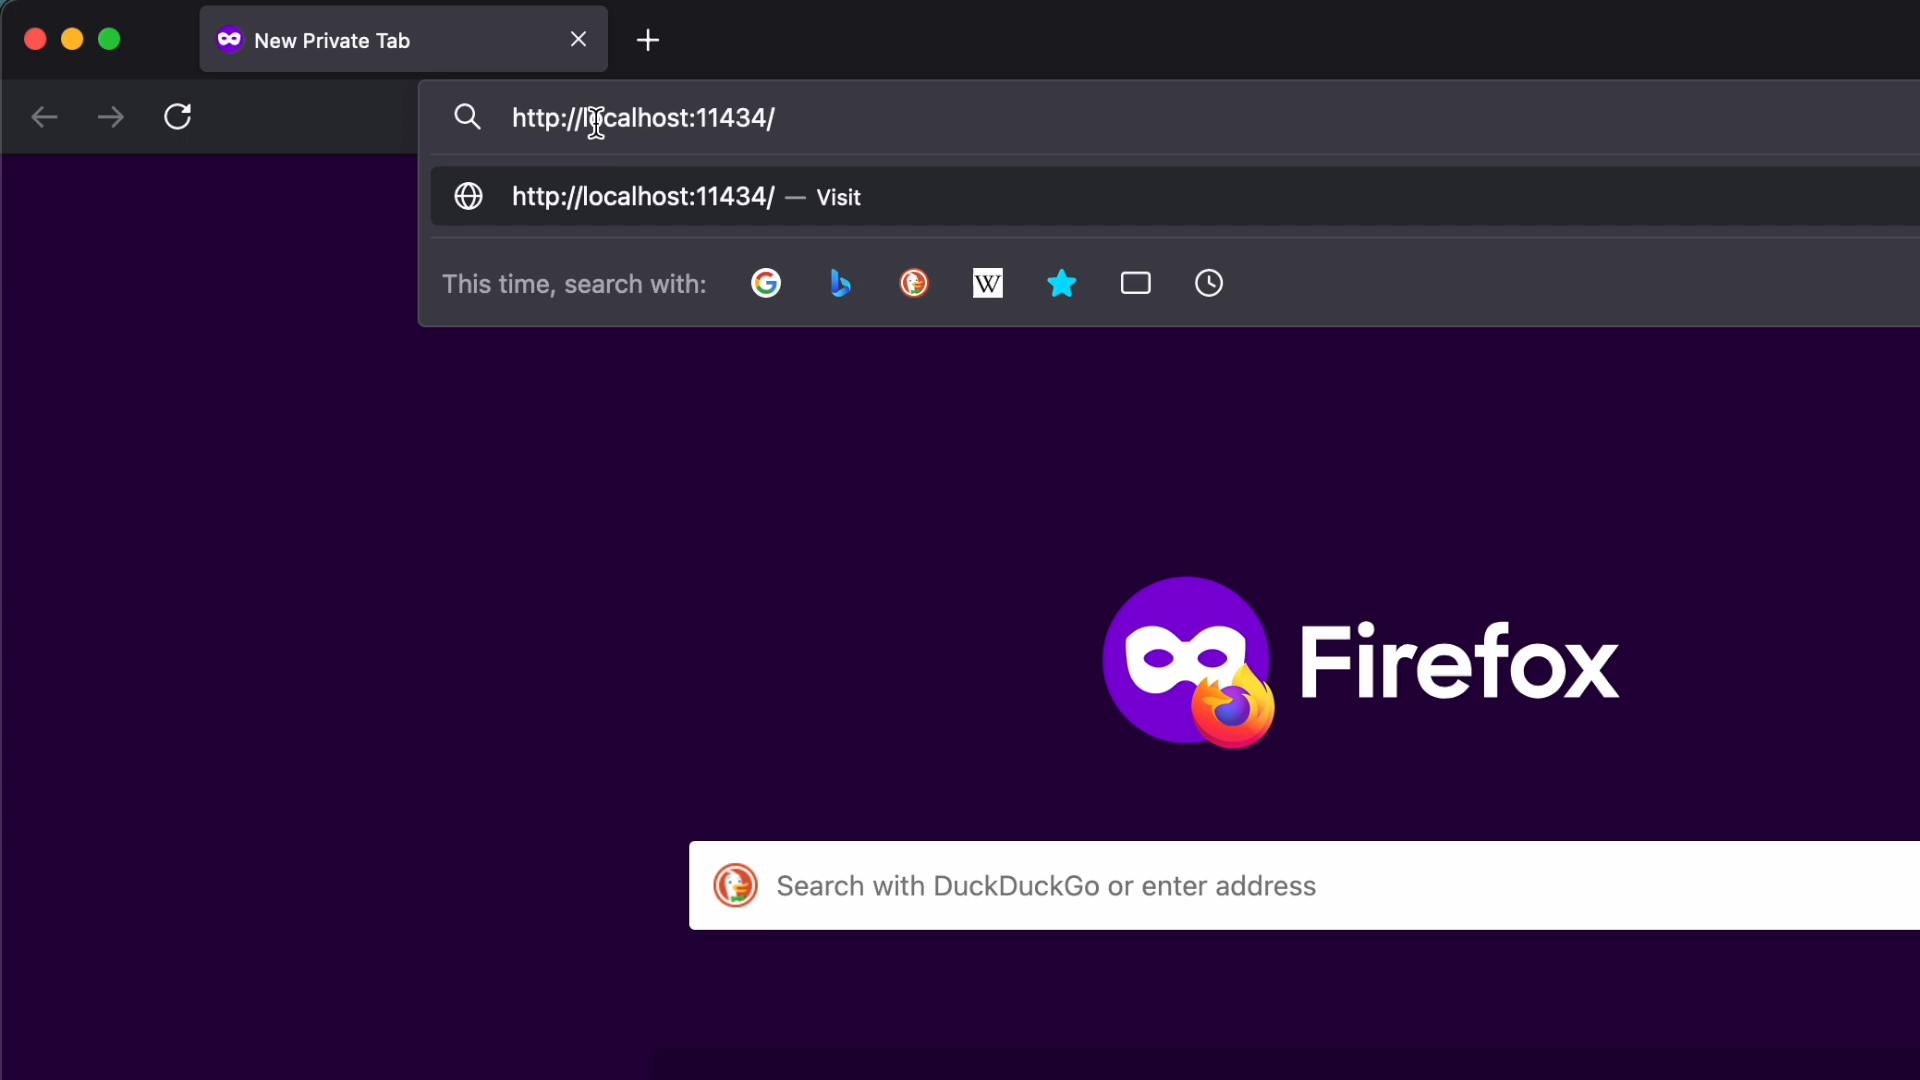 New Private Tab
http://localhost:11434/
http://localhost:11434/ — Visit
This time, search with:
W
Firefox
Search with DuckDuckGo or enter address